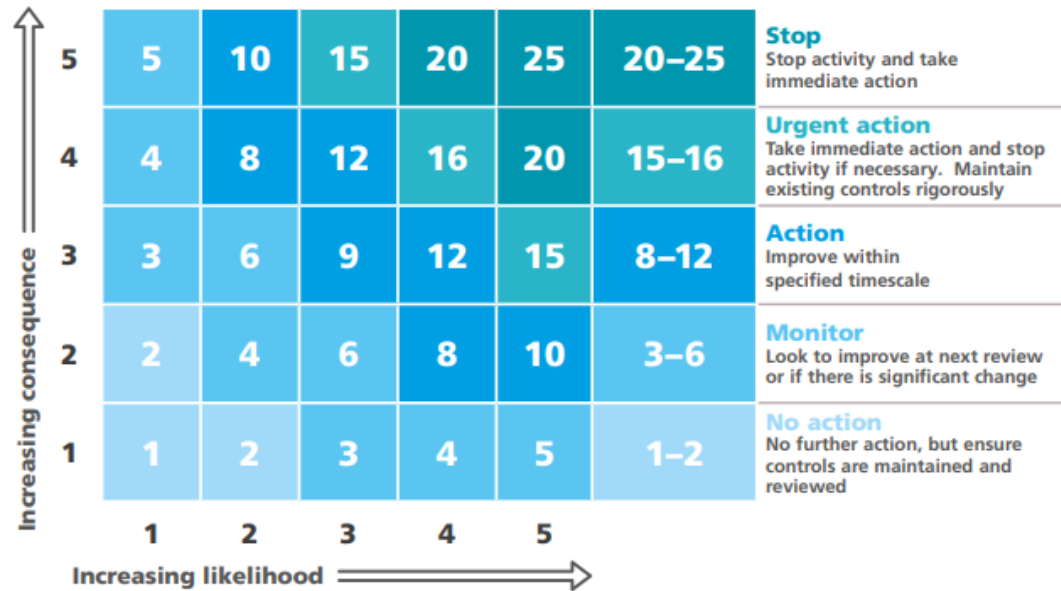 Increasing consequence
5 5 10 15 20 25 20–25
Stop
Stop activity and take
immediate action
4 4 8 12 16 20 15–16
Urgent action
Take immediate action and stop
activity if necessary. Maintain
existing controls rigorously
3 3 6 9 12 15 8–12
Action
Improve within
specified timescale
2 2 4 6 8 10 3–6
Monitor
Look to improve at next review
or if there is significant change
1 1 2 3 4 5 1–2
No action
No further action, but ensure
controls are maintained and
reviewed
1 2 3 4 5
Increasing likelihood